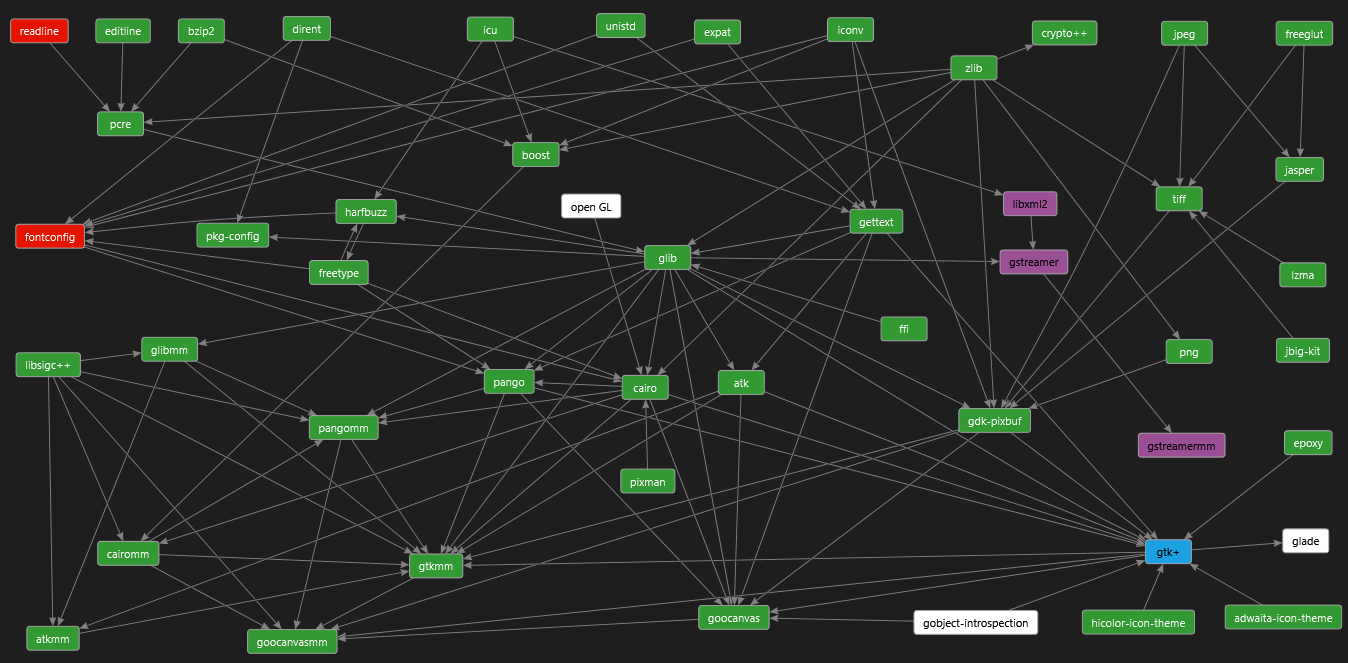 readline
editline
bzip2
dirent
icu
unistd
expat
iconv
crypto++
jpeg
freeglut
zlib
pcre
boost
jasper
open GL
harfbuzz
libxml2
tiff
fontconfig
pkg-config
gettext
glib
gstreamer
freetype
lzma
ffi
libsigc++
glibmm
png
jbig-kit
pango
cairo
atk
gdk-pixbuf
pangomm
gstreamermm
epoxy
pixman
cairomm
gtkmm
gtk+
glade
atkmm
goocanvasmm
goocanvas
gobject-introspection
hicolor-icon-theme
adwaita-icon-theme